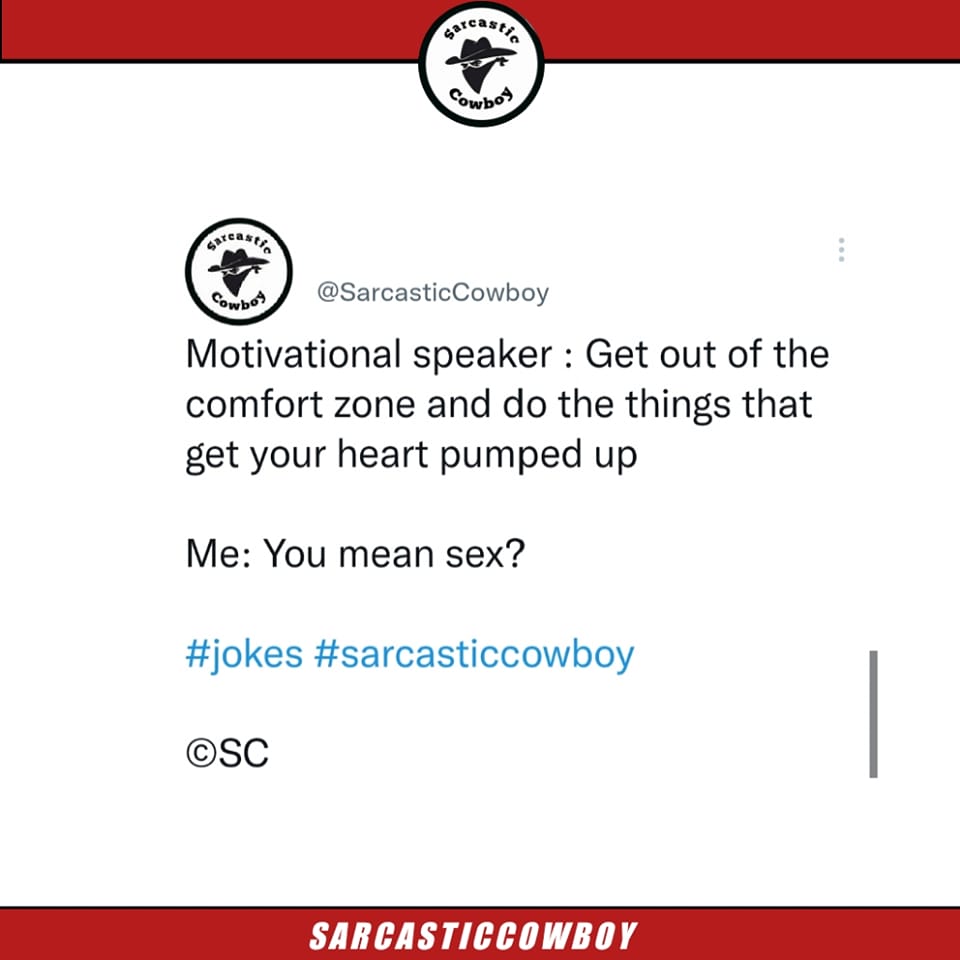 Sarcastic
Cowboy
Sarcastic
Cowboy
@SarcasticCowboy
Motivational speaker : Get out of the
comfort zone and do the things that
get your heart pumped up
Me: You mean sex?
#jokes #sarcasticcowboy
©SC
SARCASTICCOWBOY